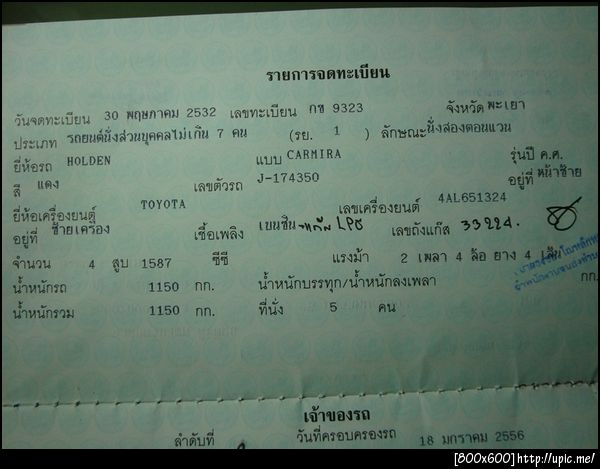 รายการจดทะเบียน
วันจดทะเบียน 30 พฤษภาคม 2532 เลขทะเบียน กข 9323 จังหวัด พะเยา
ประเภท รถยนต์นั่งส่วนบุคคลไม่เกิน 7 คน (รย. 1 ) ลักษณะ นั่งสองตอนแวน
ยี่ห้อรถ HOLDEN แบบ CARMIRA รุ่นปี ค.ศ.
สี แดง เลขตัวรถ J-174350 อยู่ที่ หน้าซ้าย
ยี่ห้อเครื่องยนต์ TOYOTA เลขเครื่องยนต์ 4AL651324
อยู่ที่ ซ้ายเครื่อง เชื้อเพลิง เบนซิน-แก๊ส LPG เลขถังแก๊ส 33224.
จำนวน 4 สูบ 1587 ซีซี แรงม้า 2 เพลา 4 ล้อ ยาง 4 เส้น
น้ำหนักรถ 1150 กก. น้ำหนักบรรทุก/น้ำหนักลงเพลา กก.
น้ำหนักรวม 1150 กก. ที่นั่ง 5 คน
เจ้าของรถ
ลำดับที่ วันที่ครอบครองรถ 18 มกราคม 2556
[800x600]http://upic.me/